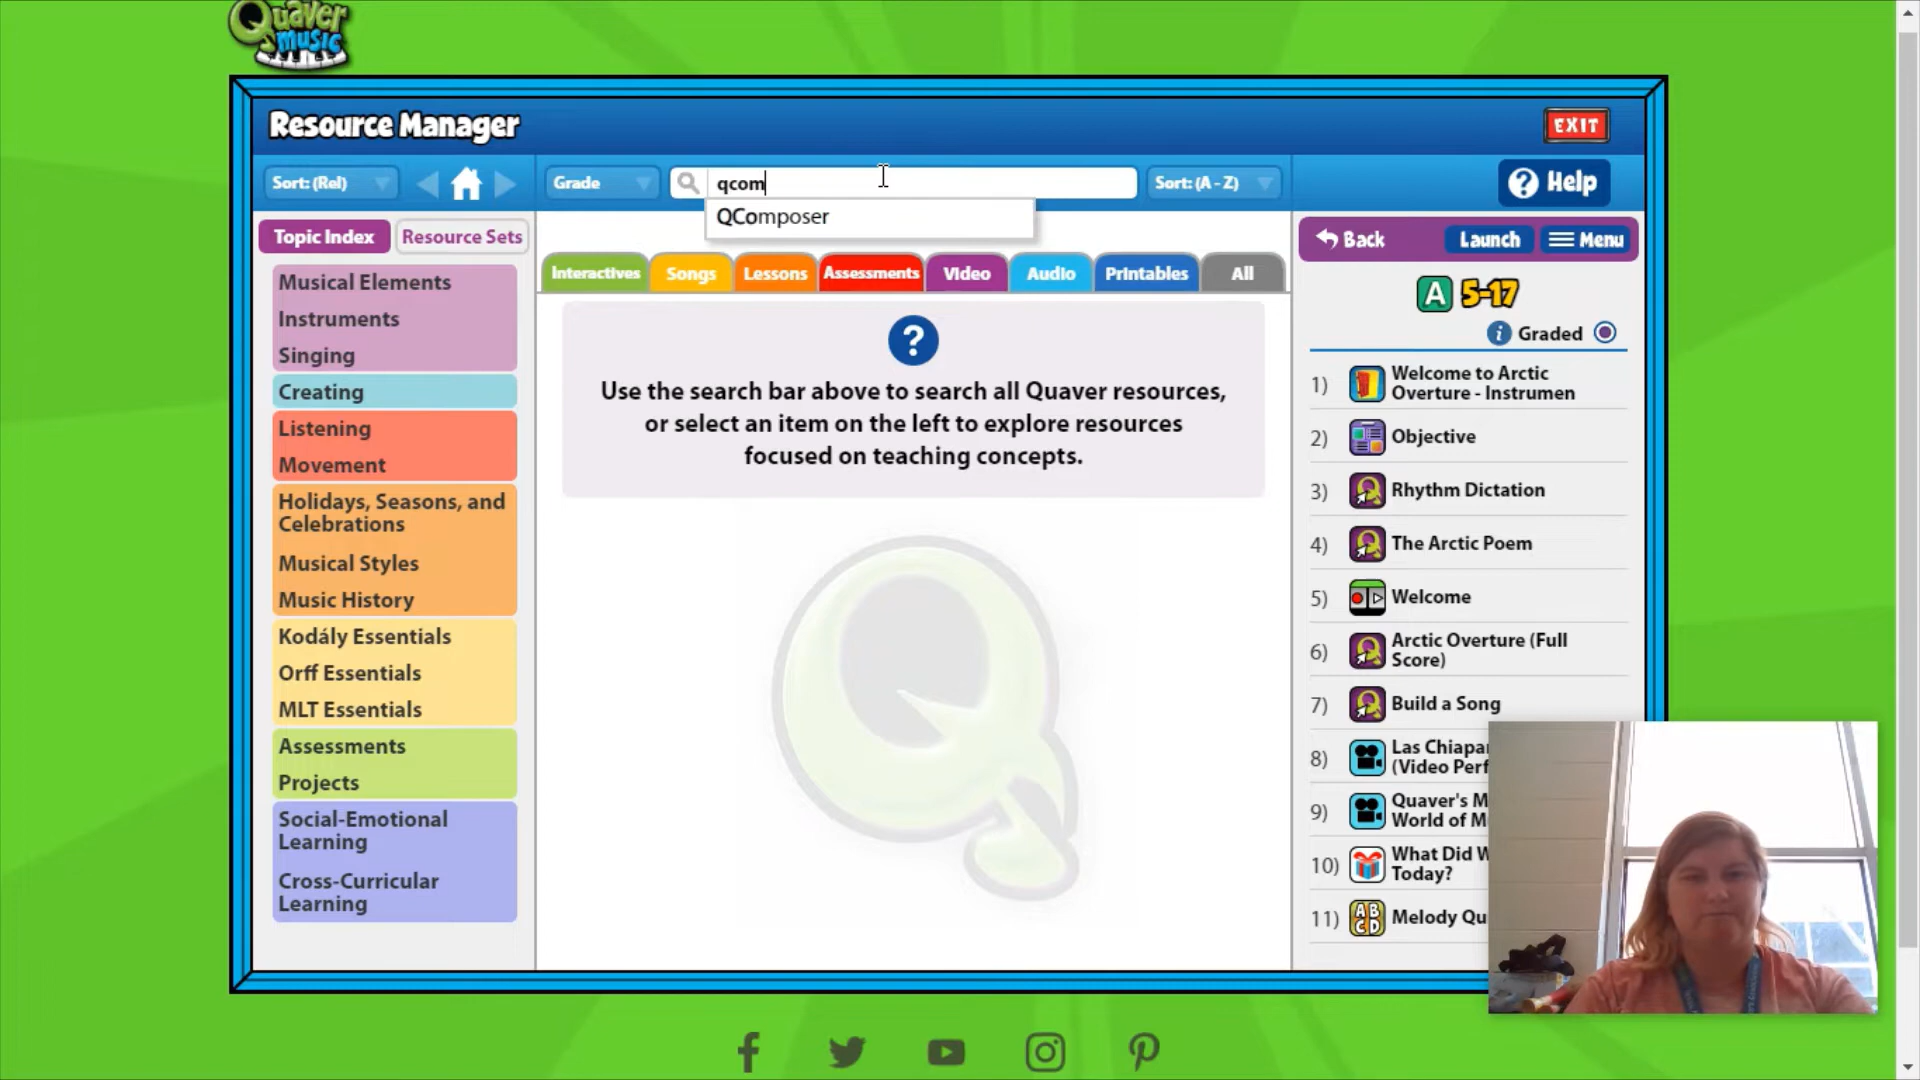 Quaver
MUSIC
Resource Manager
EXIT
Sort: (Rel)
Grade
qcom
Sort: (A - Z)
? Help
QComposer
Topic Index
Resource Sets
Interactives
Songs
Lessons
Assessments
Video
Audio
Printables
All
Back
Launch
Menu
Musical Elements
Instruments
Singing
Creating
Listening
Movement
Holidays, Seasons, and
Celebrations
Musical Styles
Music History
Kodály Essentials
Orff Essentials
MLT Essentials
Assessments
Projects
Social-Emotional
Learning
Cross-Curricular
Learning
?
Use the search bar above to search all Quaver resources,
or select an item on the left to explore resources
focused on teaching concepts.
A 5-17
i Graded
1) Welcome to Arctic
Overture - Instrumen
2) Objective
3) Rhythm Dictation
4) The Arctic Poem
5) Welcome
6) Arctic Overture (Full
Score)
7) Build a Song
8) Las Chiapa
(Video Perf
9) Quaver's M
World of M
10) What Did W
Today?
11) Melody Qu